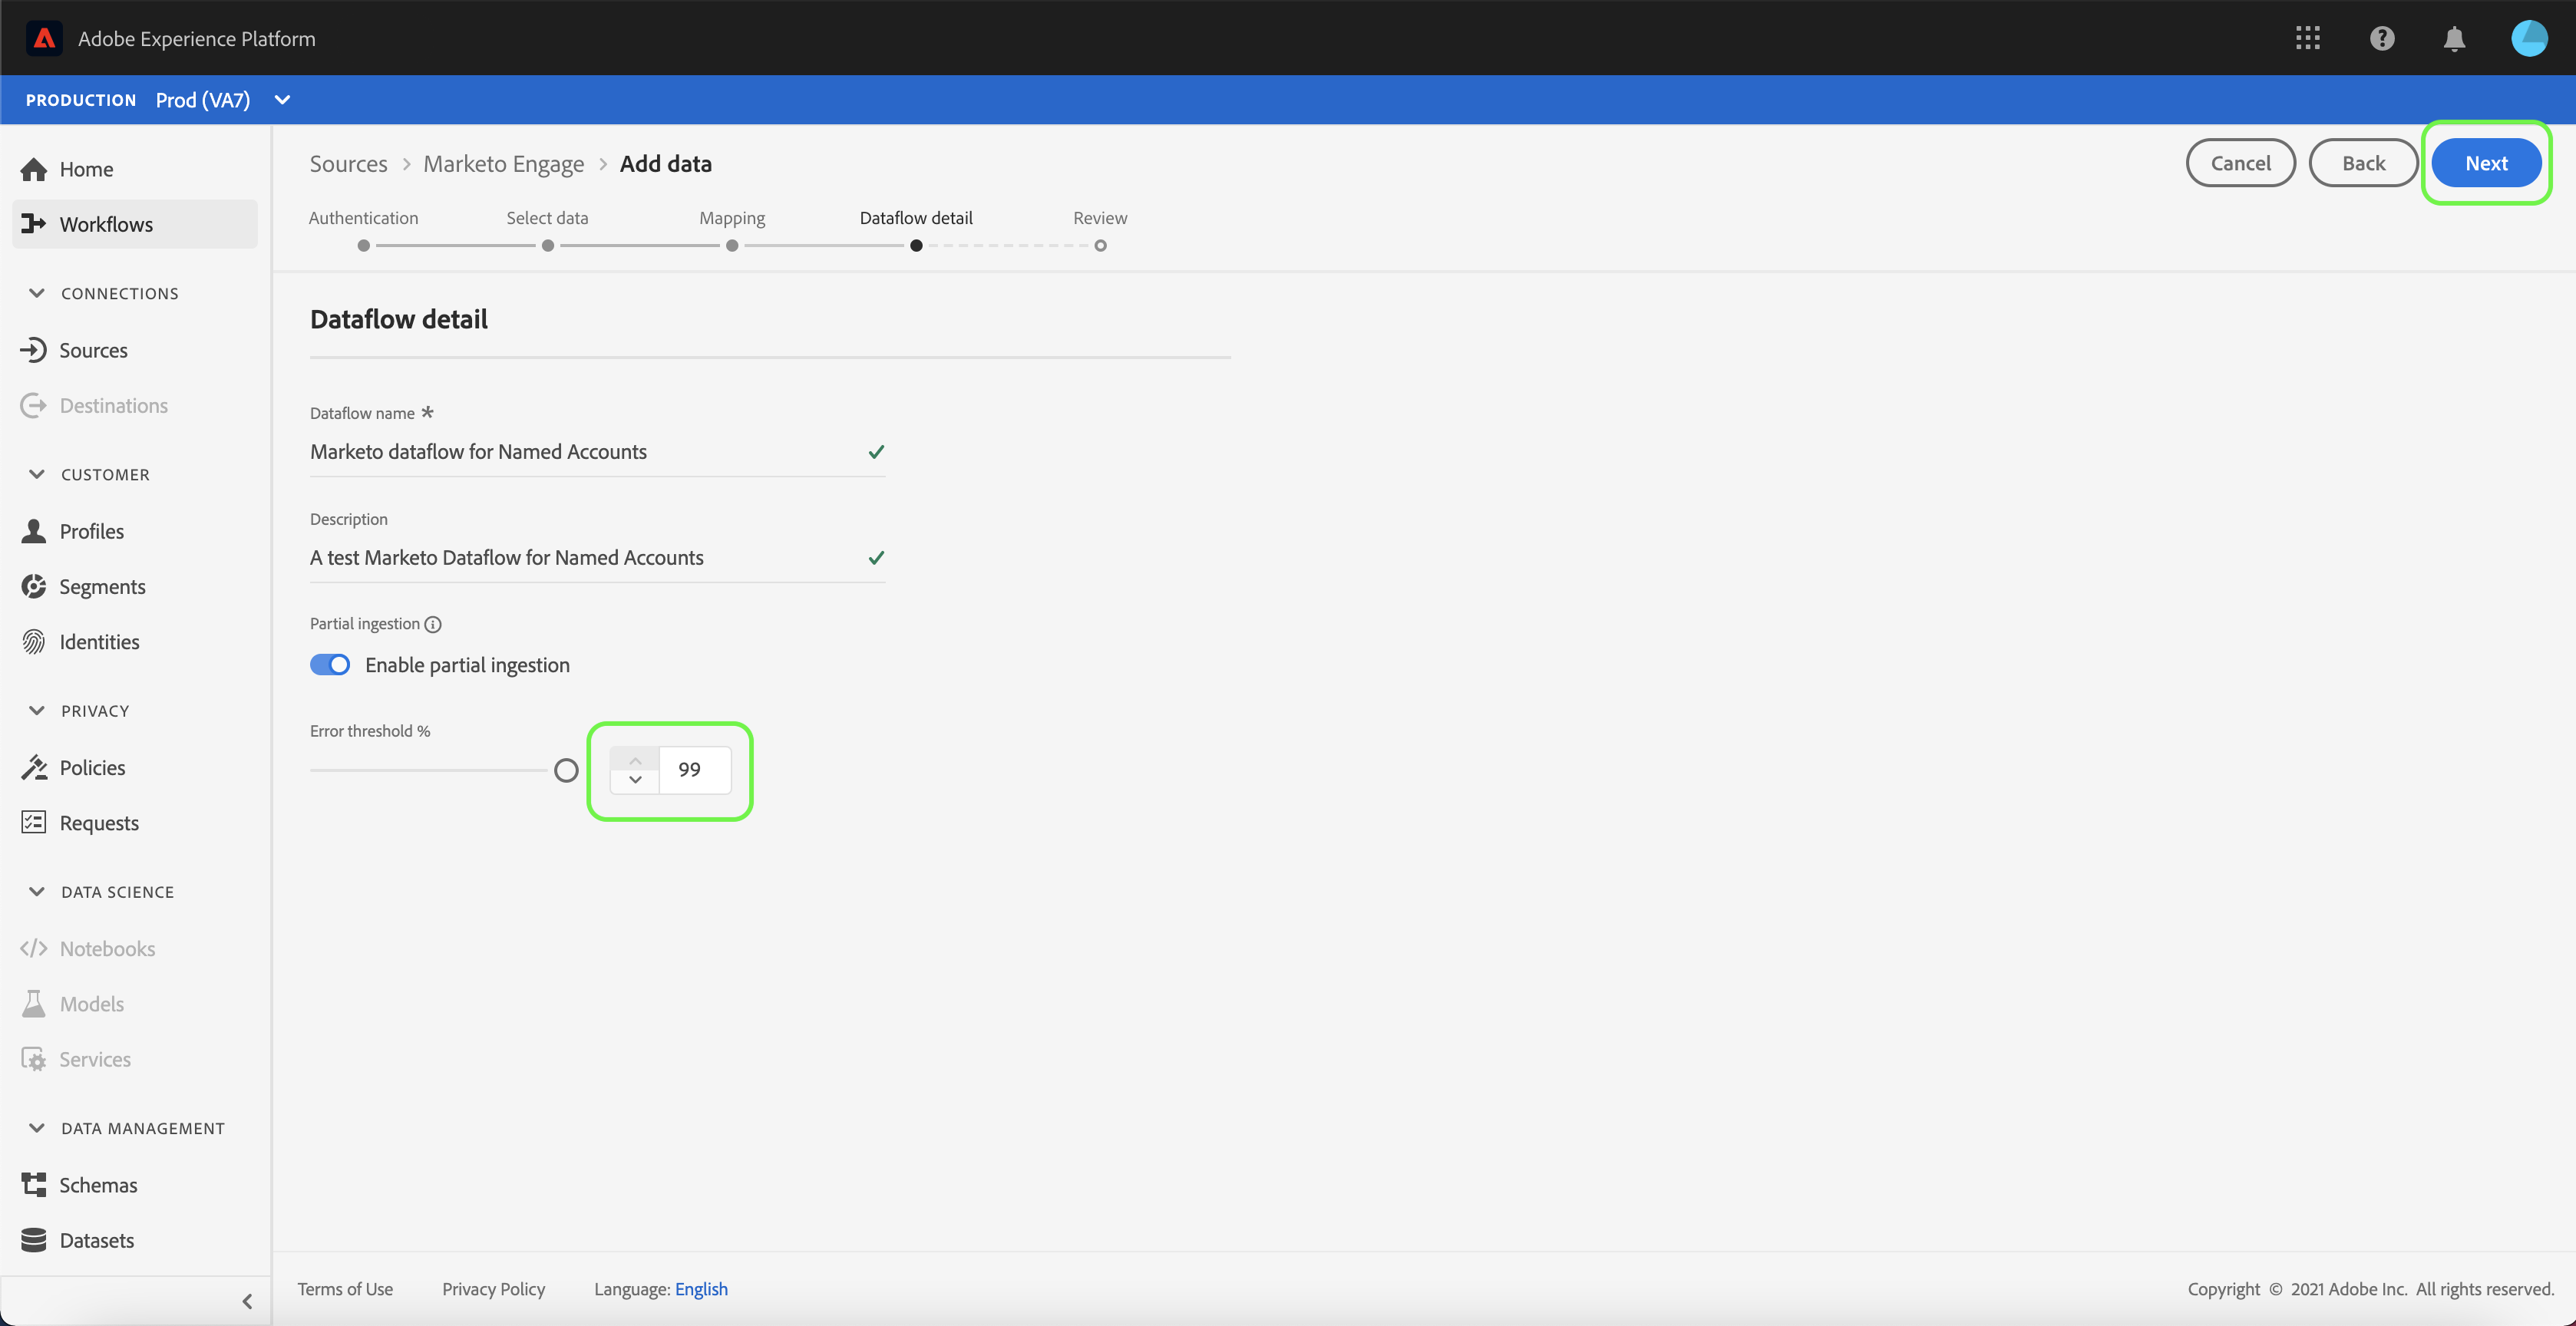 Adobe Experience Platform
PRODUCTION Prod (VA7)
Home
Workflows
CONNECTIONS
Sources
Destinations
CUSTOMER
Profiles
Segments
Identities
PRIVACY
Policies
Requests
DATA SCIENCE
Notebooks
Models
Services
DATA MANAGEMENT
Schemas
Datasets
Sources > Marketo Engage > Add data
Cancel Back Next
Authentication Select data Mapping Dataflow detail Review
Dataflow detail
Dataflow name *
Marketo dataflow for Named Accounts
Description
A test Marketo Dataflow for Named Accounts
Partial ingestion
Enable partial ingestion
Error threshold %
99
Terms of Use Privacy Policy Language: English Copyright © 2021 Adobe Inc. All rights reserved.